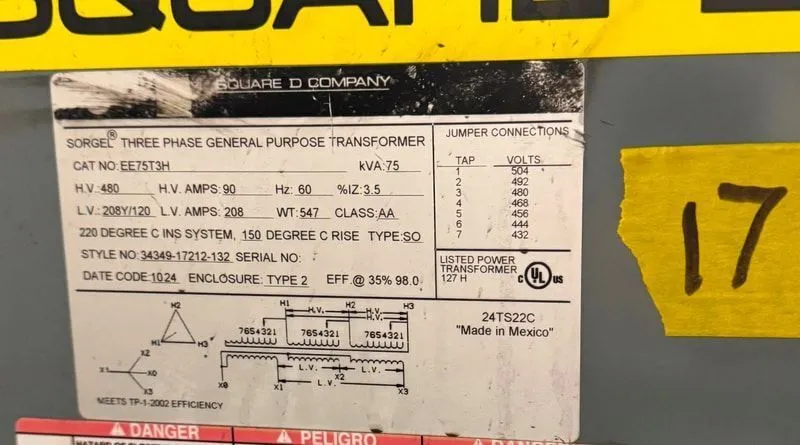 SQUARE D
SQUARE D COMPANY
SORGEL® THREE PHASE GENERAL PURPOSE TRANSFORMER
CAT NO: EE75T3H kVA: 75
H.V.: 480 H.V. AMPS: 90 Hz: 60 %IZ: 3.5
L.V.: 208Y/120 L.V. AMPS: 208 WT: 547 CLASS: AA
220 DEGREE C INS SYSTEM, 150 DEGREE C RISE TYPE: SO
STYLE NO: 34349-17212-132 SERIAL NO:
DATE CODE: 1024 ENCLOSURE: TYPE 2 EFF.@ 35% 98.0
JUMPER CONNECTIONS
TAP VOLTS
1 504
2 492
3 480
4 468
5 456
6 444
7 432
LISTED POWER
TRANSFORMER
127 H
c UL us
24TS22C
"Made in Mexico"
H2
H1 H3
X2
X1 X0
X3
H1 H2 H3
H.V. H.V.
H.V.
7654321 7654321 7654321
L.V. L.V.
X0 X1 X2 X3
L.V.
MEETS TP-1-2002 EFFICIENCY
17
DANGER PELIGRO DANGER